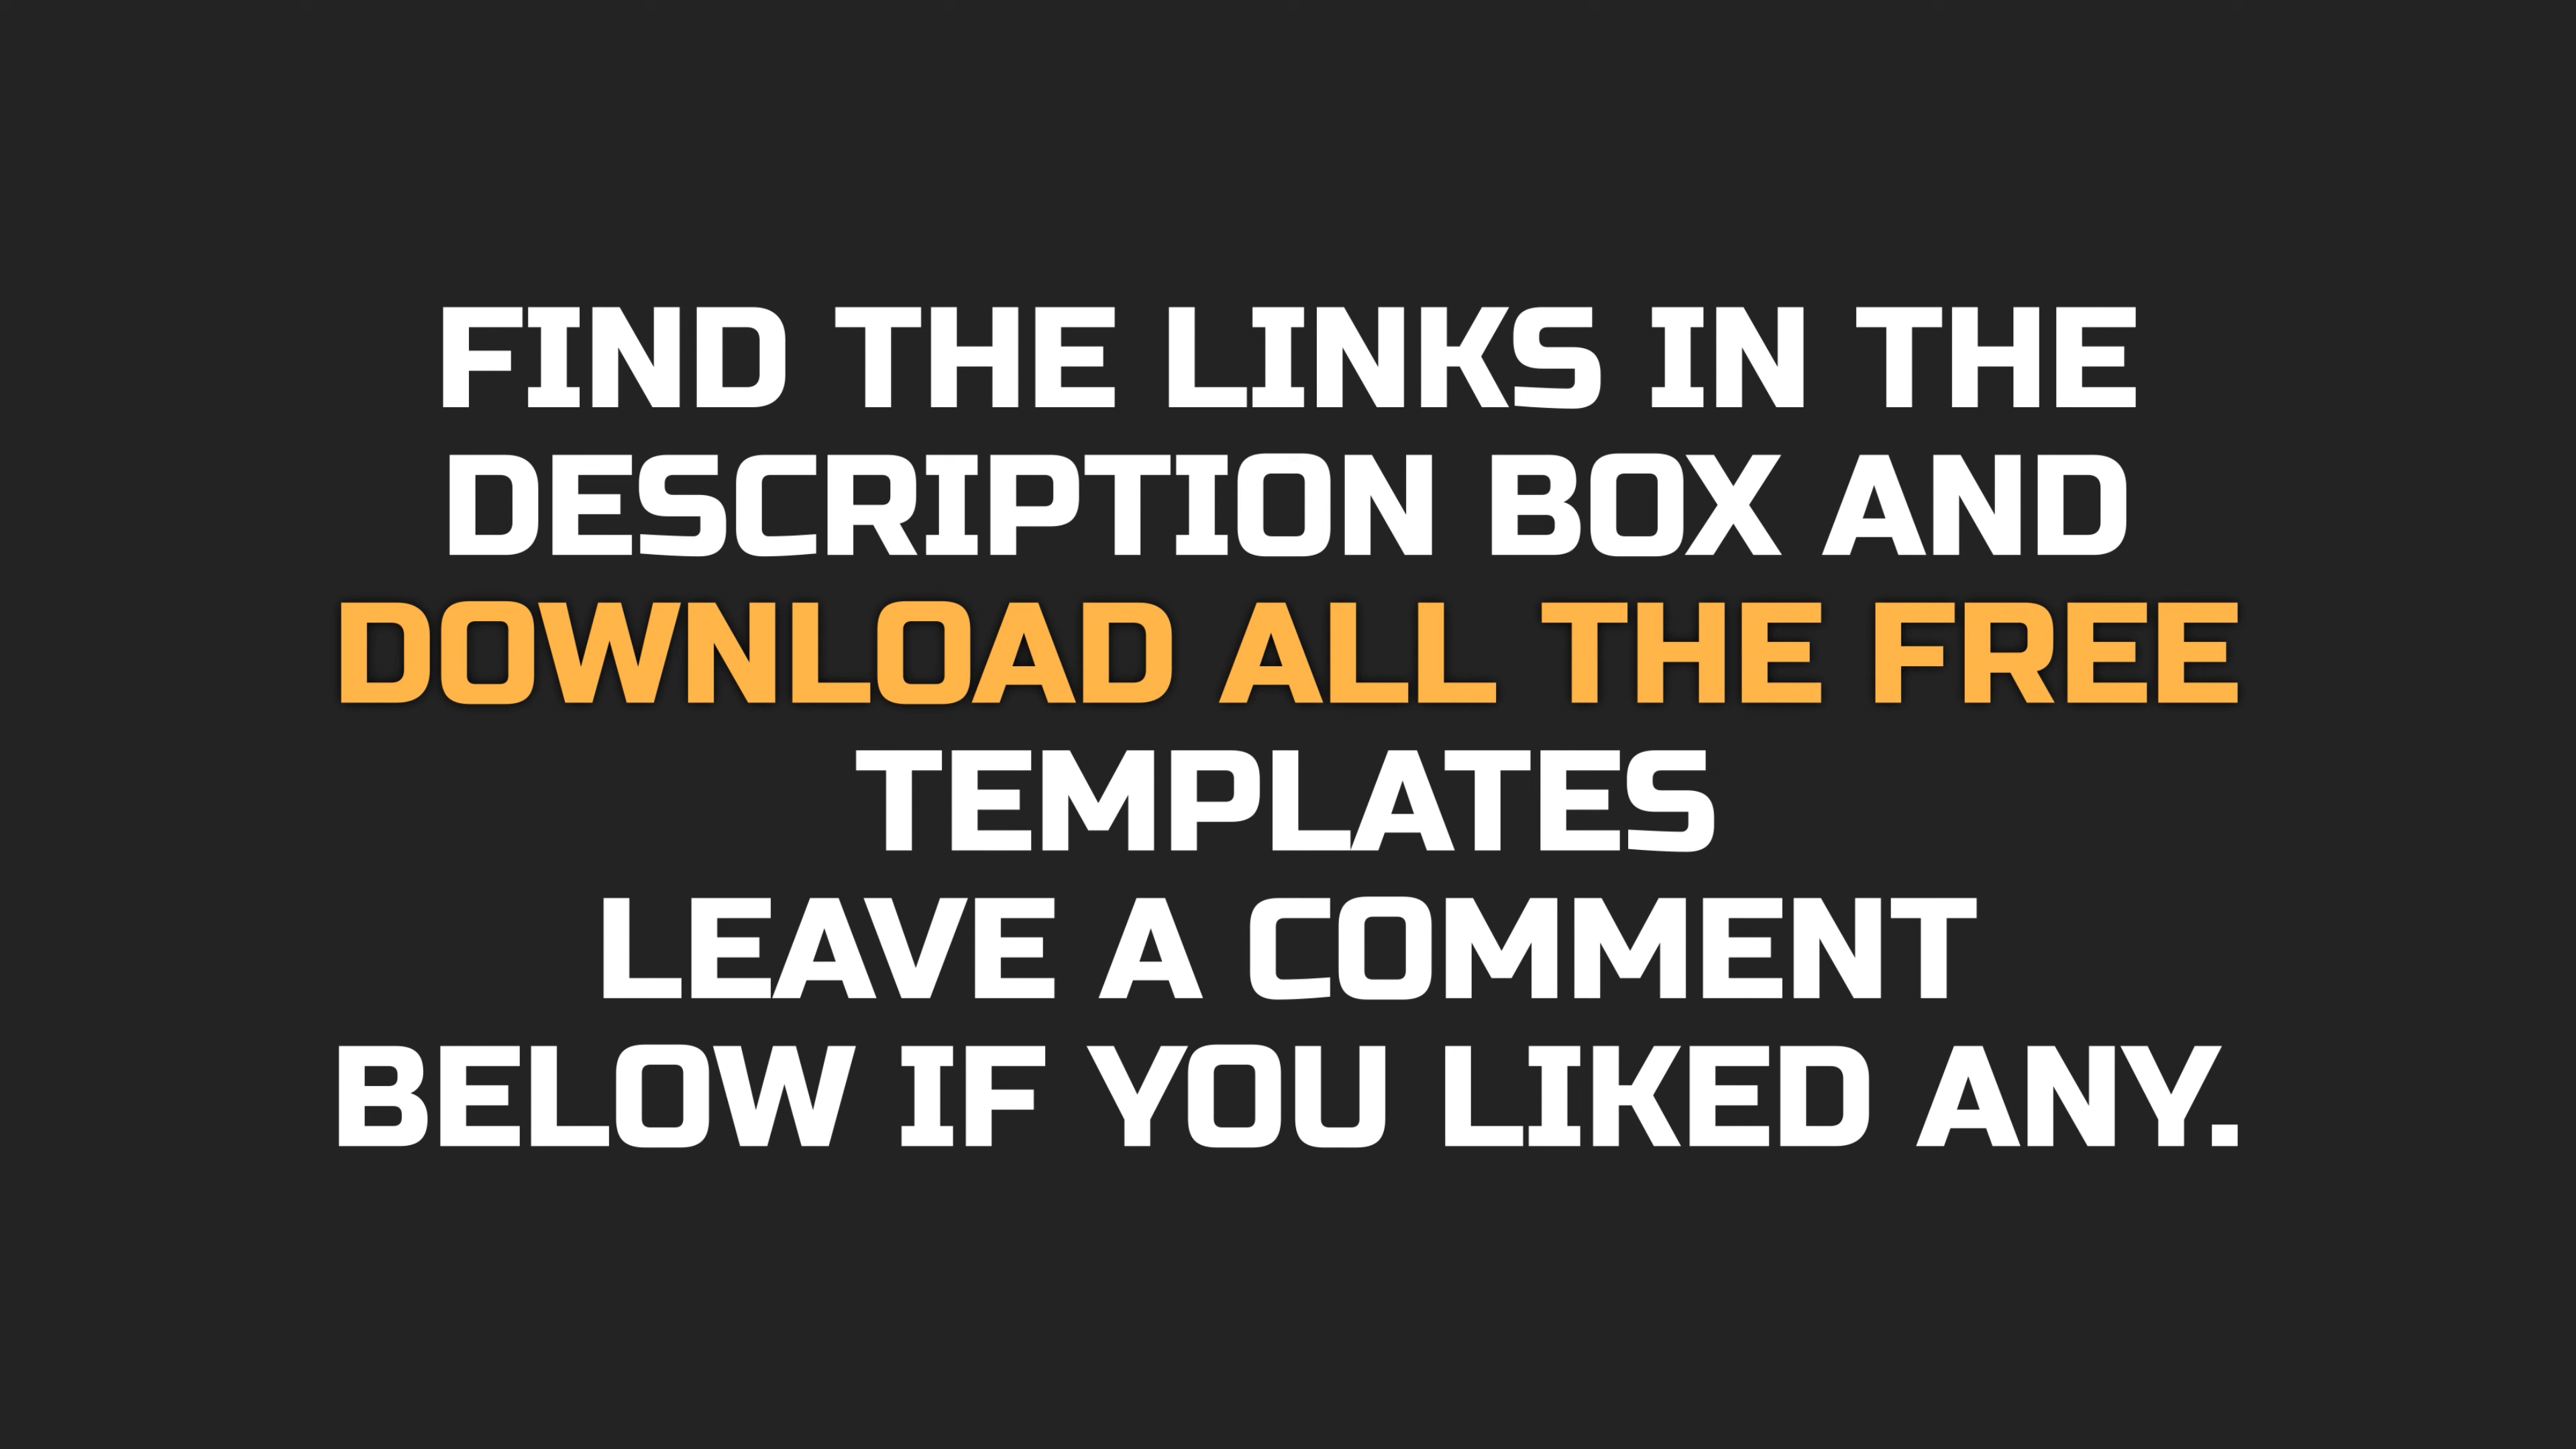 FIND THE LINKS IN THE
DESCRIPTION BOX AND
DOWNLOAD ALL THE FREE
TEMPLATES
LEAVE A COMMENT
BELOW IF YOU LIKED ANY.